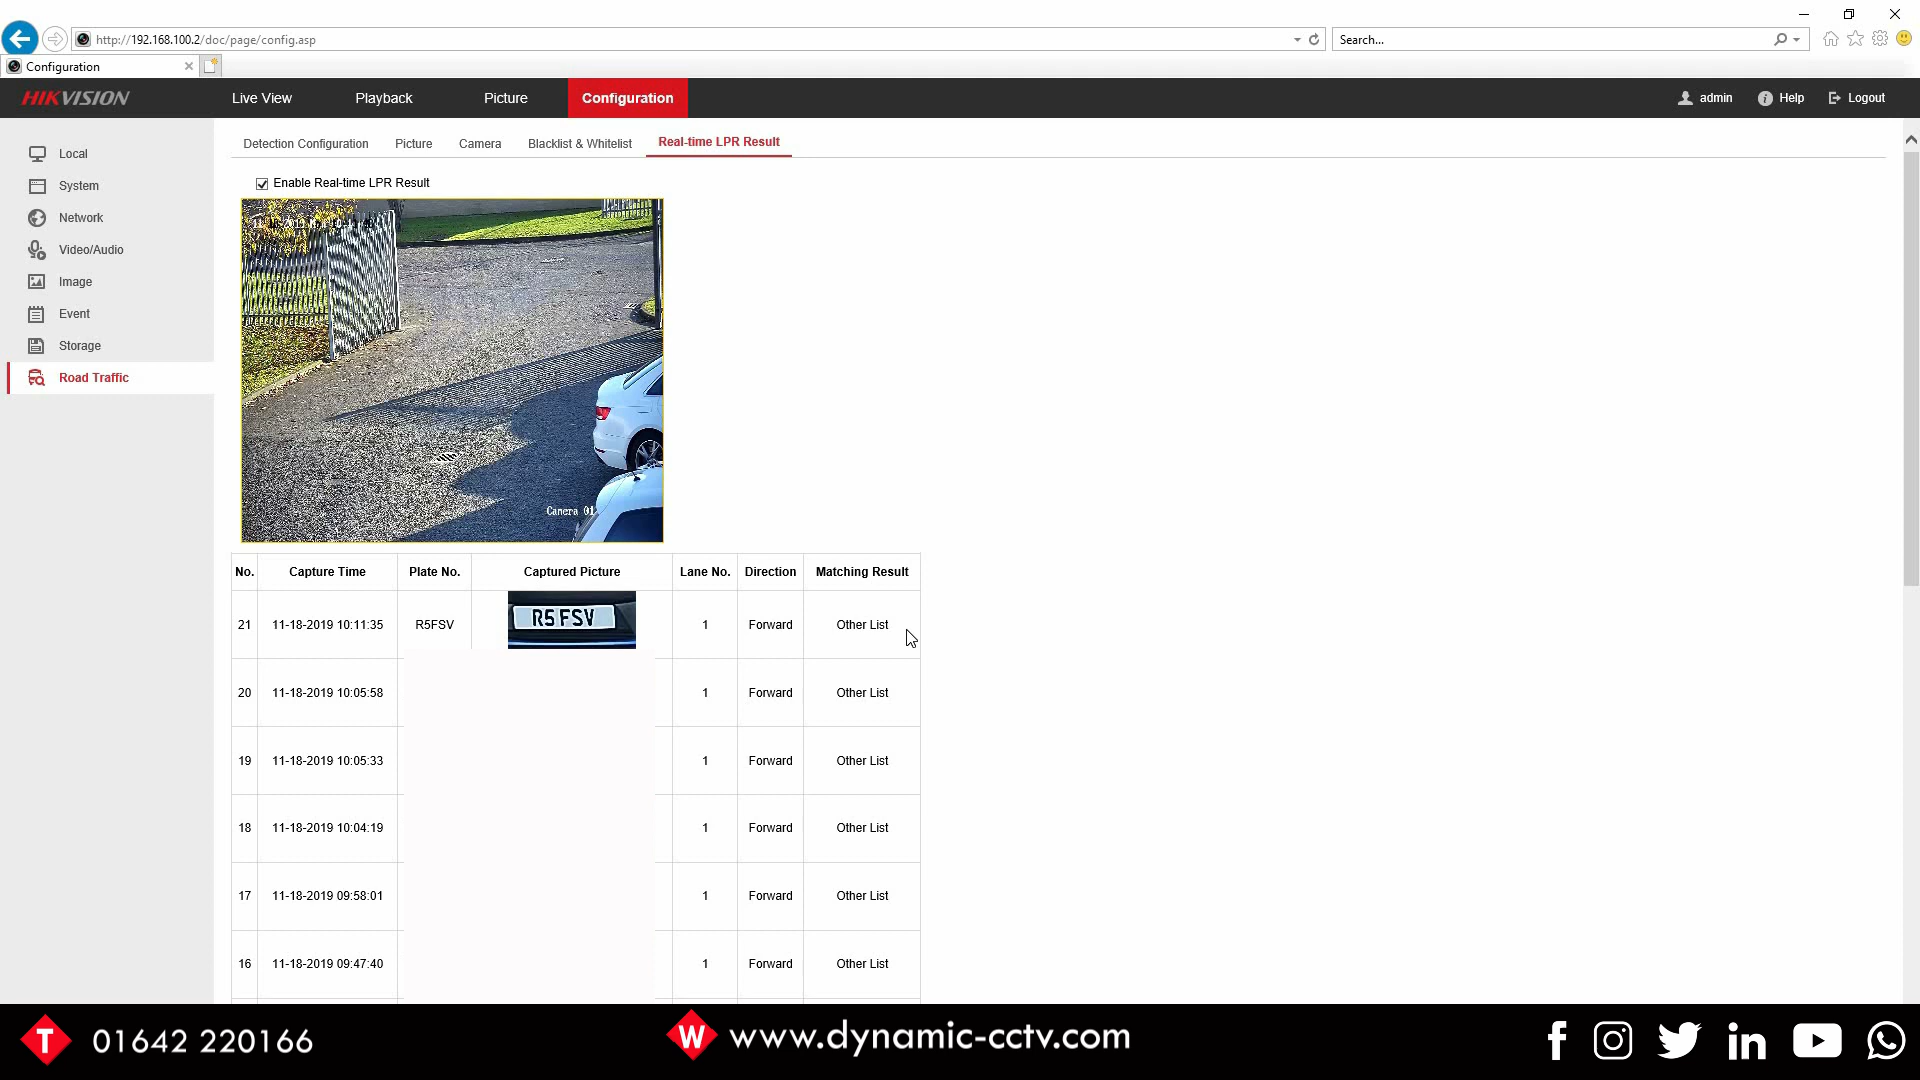 http://192.168.100.2/doc/page/config.asp
Search...
Configuration
HIKVISION
Live View
Playback
Picture
Configuration
admin
Help
Logout
Local
System
Network
Video/Audio
Image
Event
Storage
Road Traffic
Detection Configuration
Picture
Camera
Blacklist & Whitelist
Real-time LPR Result
Enable Real-time LPR Result
Camera 01
No. Capture Time Plate No. Captured Picture Lane No. Direction Matching Result
21 11-18-2019 10:11:35 R5FSV R5 FSV 1 Forward Other List
20 11-18-2019 10:05:58 1 Forward Other List
19 11-18-2019 10:05:33 1 Forward Other List
18 11-18-2019 10:04:19 1 Forward Other List
17 11-18-2019 09:58:01 1 Forward Other List
16 11-18-2019 09:47:40 1 Forward Other List
T 01642 220166
W www.dynamic-cctv.com